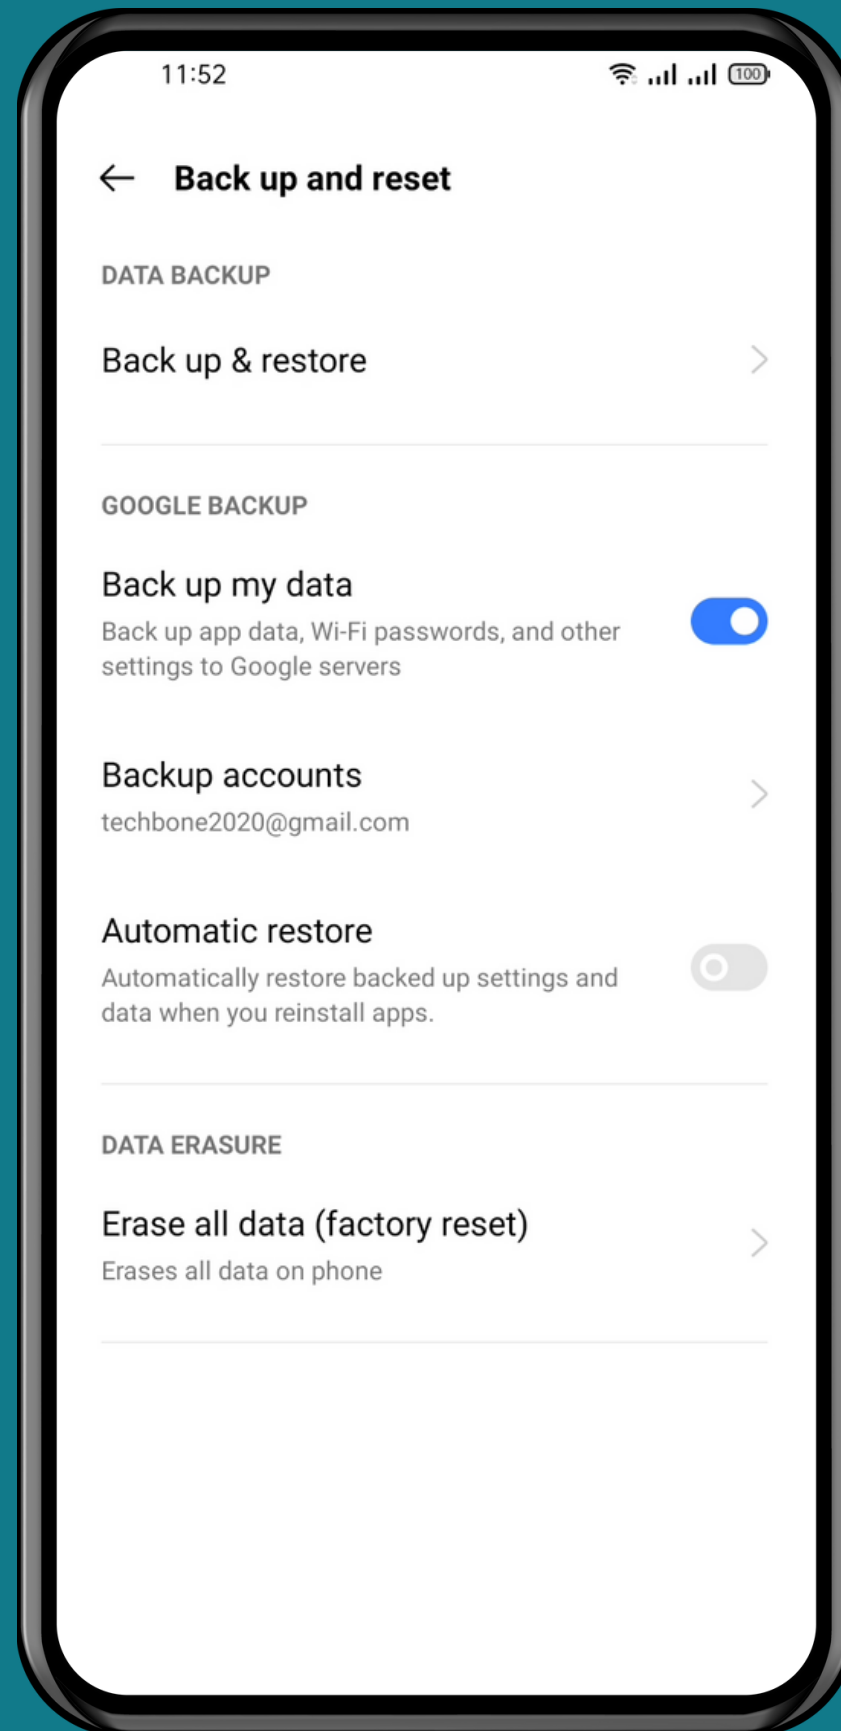 11:52
100
Back up and reset
DATA BACKUP
Back up & restore
GOOGLE BACKUP
Back up my data
Back up app data, Wi-Fi passwords, and other
settings to Google servers
Backup accounts
techbone2020@gmail.com
Automatic restore
Automatically restore backed up settings and
data when you reinstall apps.
DATA ERASURE
Erase all data (factory reset)
Erases all data on phone